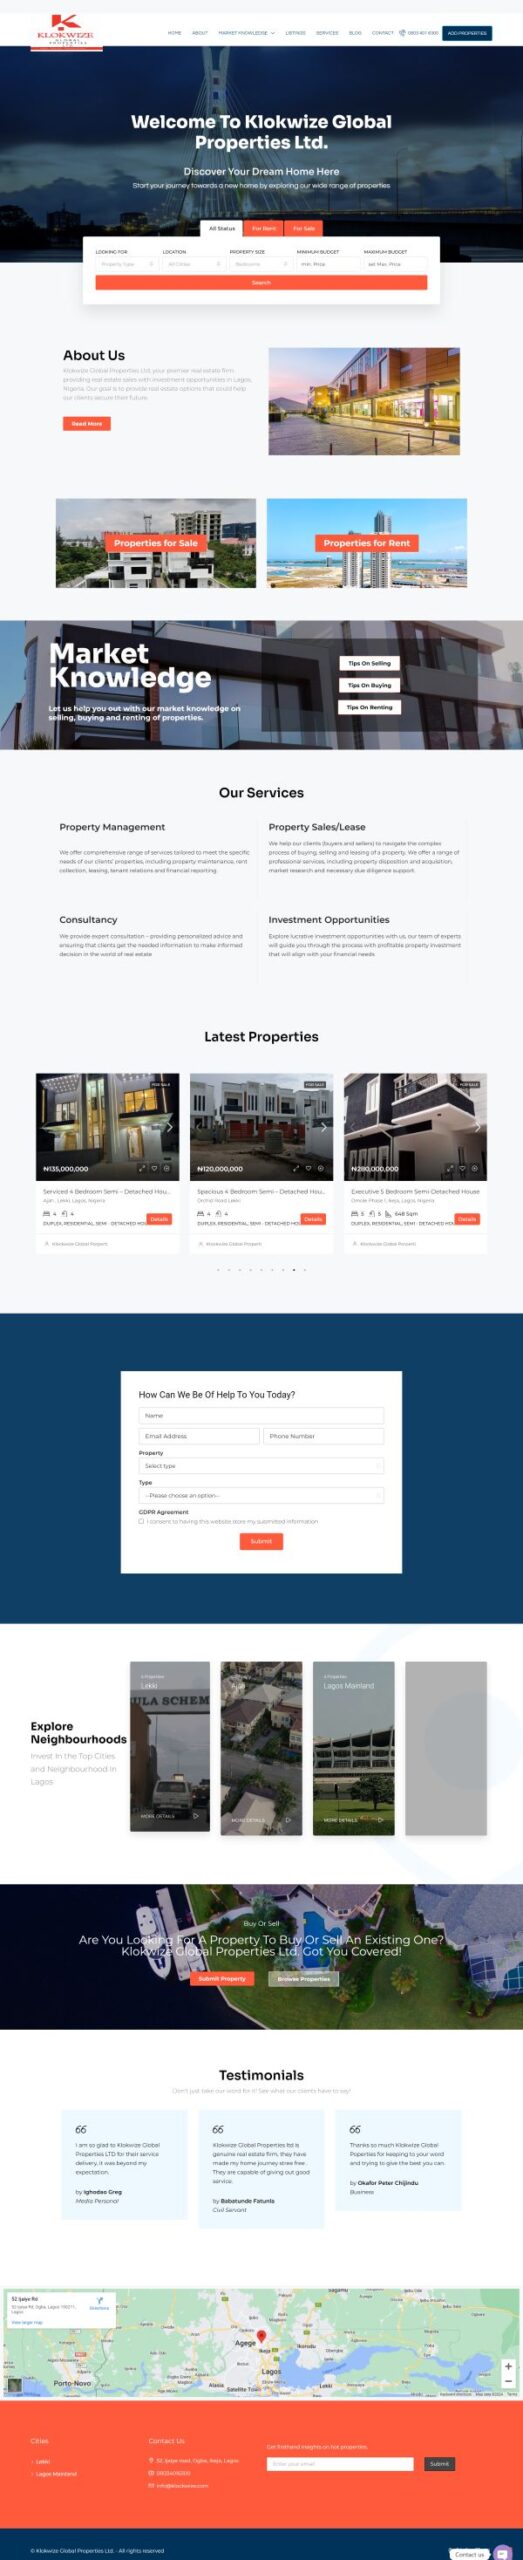 KLOKWIZE
GLOBAL
PROPERTIES
HOME ABOUT MARKET KNOWLEDGE LISTINGS SERVICES BLOG CONTACT ADD PROPERTIES
Welcome To Klokwize Global
Properties Ltd.
Discover Your Dream Home Here
Start your journey towards a new home by exploring our wide range of properties
All Status For Rent For Sale
LOOKING FOR LOCATION PROPERTY SIZE MINIMUM BUDGET MAXIMUM BUDGET
Property Type All Cities Bedrooms min. Price set Max. Price
Search
About Us
Klokwize Global Properties Ltd, your premier real estate firm
providing real estate sales with investment opportunities in Lagos,
Nigeria. Our goal is to provide real estate options that could help
our clients secure their future.
Read More
Properties for Sale
Properties for Rent
Market
Knowledge
Let us help you out with our market knowledge on
selling, buying and renting of properties.
Tips On Selling
Tips On Buying
Tips On Renting
Our Services
Property Management
We offer comprehensive range of services tailored to meet the specific
needs of our clients' properties, including property maintenance, rent
collection, leasing, tenant relations and financial reporting.
Property Sales/Lease
We help our clients (buyers and sellers) to navigate the complex
process of buying, selling and leasing of a property. We offer a range of
professional services, including property disposition and acquisition,
market research and necessary due diligence support.
Consultancy
We provide expert consultation – providing personalized advice and
ensuring that clients get the needed information to make informed
decision in the world of real estate
Investment Opportunities
Explore lucrative investment opportunities with us, our team of experts
will guide you through the process with profitable property investment
that will align with your financial needs
Latest Properties
FOR SALE
₦135,000,000
Serviced 4 Bedroom Semi – Detached Hou...
Ajah, Lekki, Lagos, Nigeria
4 4
DUPLEX, RESIDENTIAL, SEMI - DETACHED HOU
Details
Klokwize Global Properti
FOR SALE
₦120,000,000
Spacious 4 Bedroom Semi – Detached Hou...
Orchid Road Lekki
4 4
DUPLEX, RESIDENTIAL, SEMI - DETACHED HOU
Details
Klokwize Global Properti
FOR SALE
₦280,000,000
Executive 5 Bedroom Semi-Detached House
Omole Phase 1, Ikeja, Lagos, Nigeria
5 5 648 Sqm
DUPLEX, RESIDENTIAL, SEMI - DETACHED HOU
Details
Klokwize Global Properti
How Can We Be Of Help To You Today?
Name
Email Address Phone Number
Property
Select type
Type
--Please choose an option--
GDPR Agreement
I consent to having this website store my submitted information
Submit
Explore
Neighbourhoods
Invest In the Top Cities
and Neighbourhood In
Lagos
Lekki
ULA SCHEM
MORE DETAILS
Ajah
MORE DETAILS
Lagos Mainland
MORE DETAILS
Buy Or Sell
Are You Looking For A Property To Buy Or Sell An Existing One?
Klokwize Global Properties Ltd. Got You Covered!
Submit Property Browse Properties
Testimonials
Don't just take our word for it! See what our clients have to say!
I am so glad to Klokwize Global
Properties LTD for their service
delivery, it was beyond my
expectation.
by Ighodao Greg
Media Personal
Klokwize Global Properties ltd is
genuine real estate firm, they have
made my home journey stree free .
They are capable of giving out good
service.
by Babatunde Fatunla
Civil Servant
Thanks so much Klokwize Global
Poperties for keeping to your word
and trying to give the best you can.
by Okafor Peter Chijindu
Business
52 Ijaiye Rd
Directions
View larger map
Agege
Ikeja
Ikorodu
Lagos
Lekki
Satellite Town
Porto-Novo
Cities
Lekki
Lagos Mainland
Contact Us
52, Ijaiye road, Ogba, Ikeja, Lagos
info@klockwize.com
Get firsthand insights on hot properties.
Enter your email
Submit
© Klokwize Global Properties Ltd. - All rights reserved
Contact us